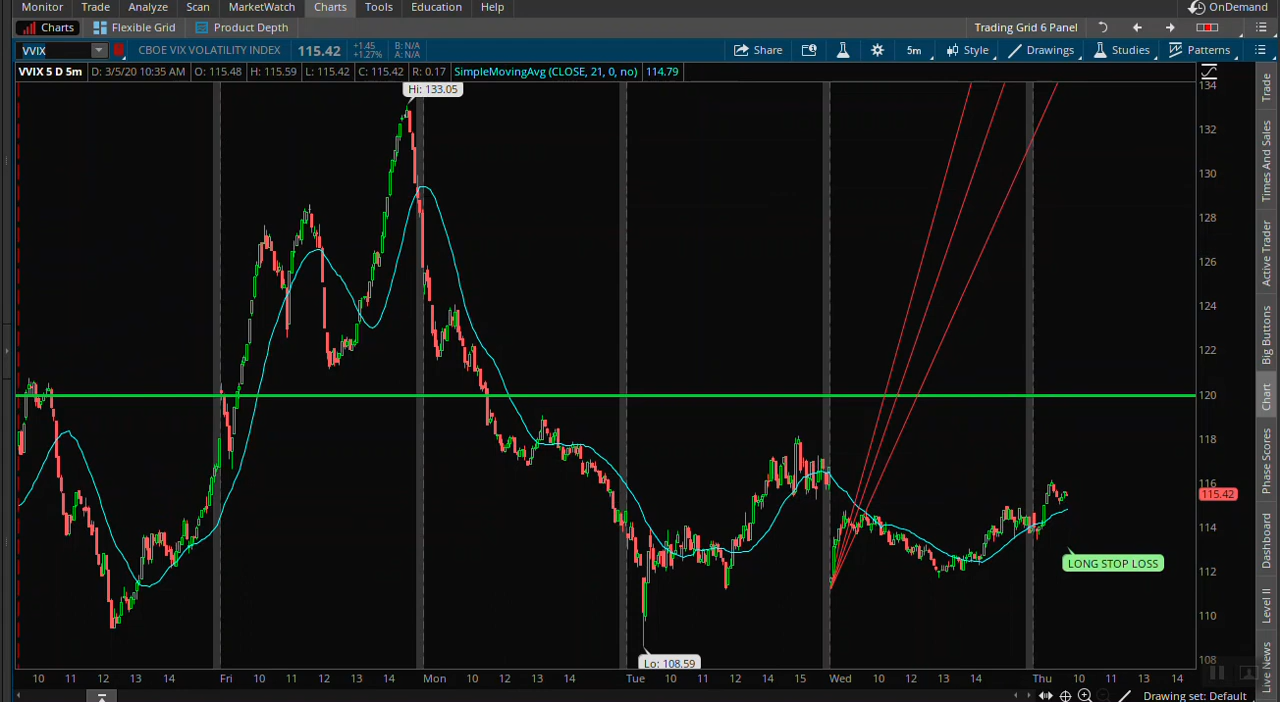 Monitor Trade Analyze Scan MarketWatch Charts Tools Education Help OnDemand
Charts Flexible Grid Product Depth Trading Grid 6 Panel
VVIX CBOE VIX VOLATILITY INDEX 115.42 +1.45 +1.27% B: N/A A: N/A Share 5m Style Drawings Studies Patterns
VVIX 5 D 5m D: 3/5/20 10:35 AM O: 115.48 H: 115.59 L: 115.42 C: 115.42 R: 0.17 SimpleMovingAvg (CLOSE, 21, 0, no) 114.79
Hi: 133.05
134
132
130
128
126
124
122
120
118
116
115.42
114
112
110
108
LONG STOP LOSS
Lo: 108.59
10 11 12 13 14 Fri 10 11 12 13 14 Mon 10 11 12 13 14 Tue 10 11 12 13 14 15 Wed 10 11 12 13 14 Thu 10 11 12 13 14
Drawing set: Default
Trade
Times And Sales
Active Trader
Big Buttons
Chart
Phase Scores
Dashboard
Level II
Live News